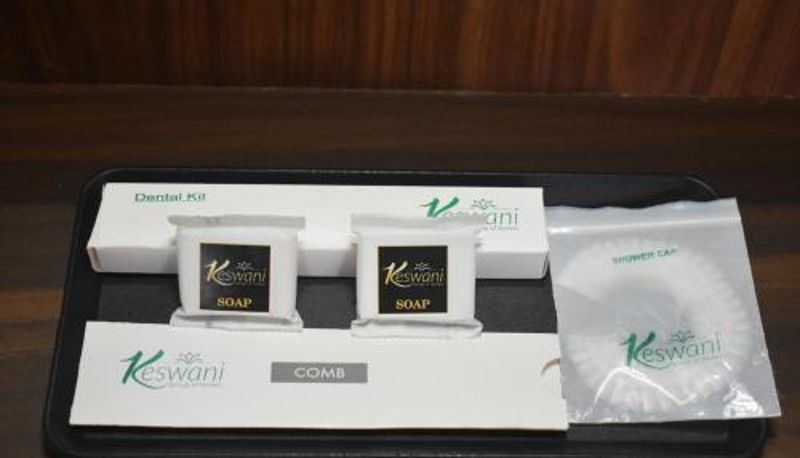 Dental Kit
Keswani
SHOWER CAP
Keswani
SOAP
Keswani
SOAP
Keswani
COMB
Keswani